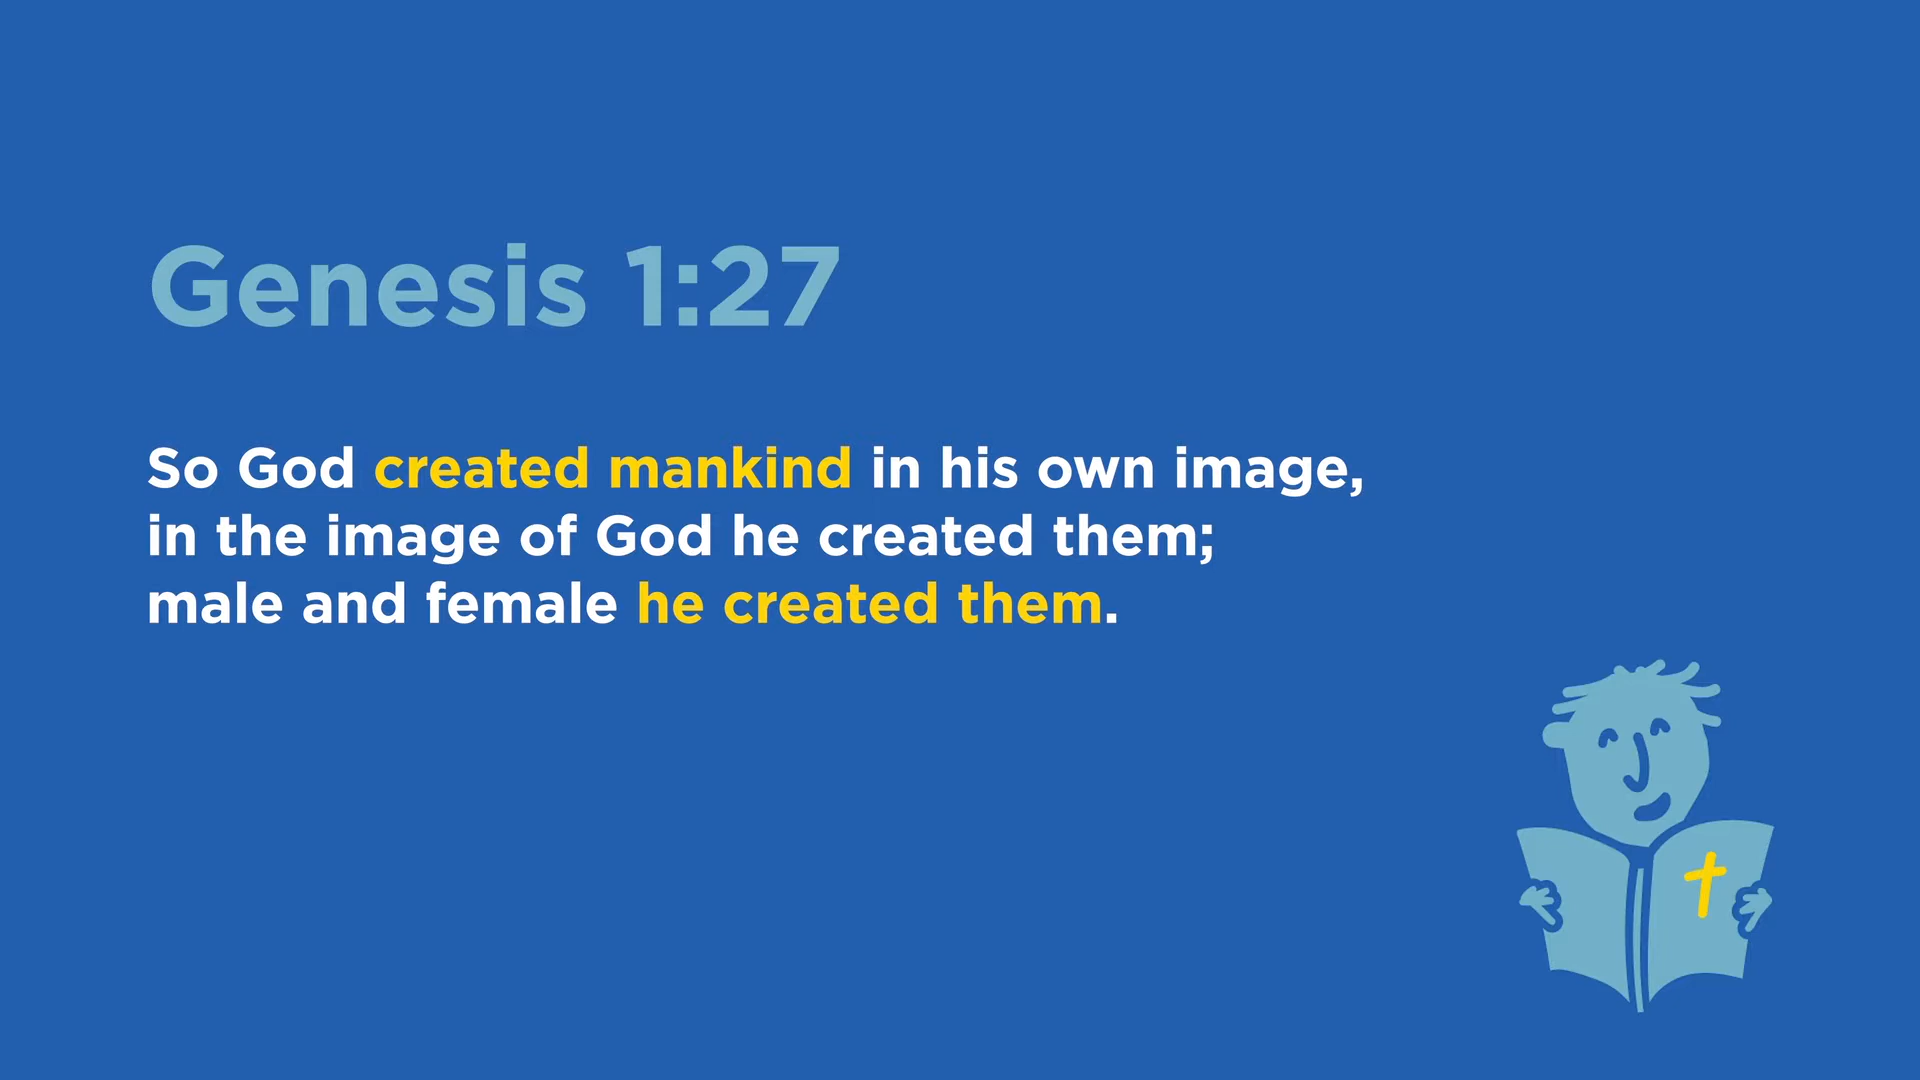 Genesis 1:27
So God created mankind in his own image,
in the image of God he created them;
male and female he created them.